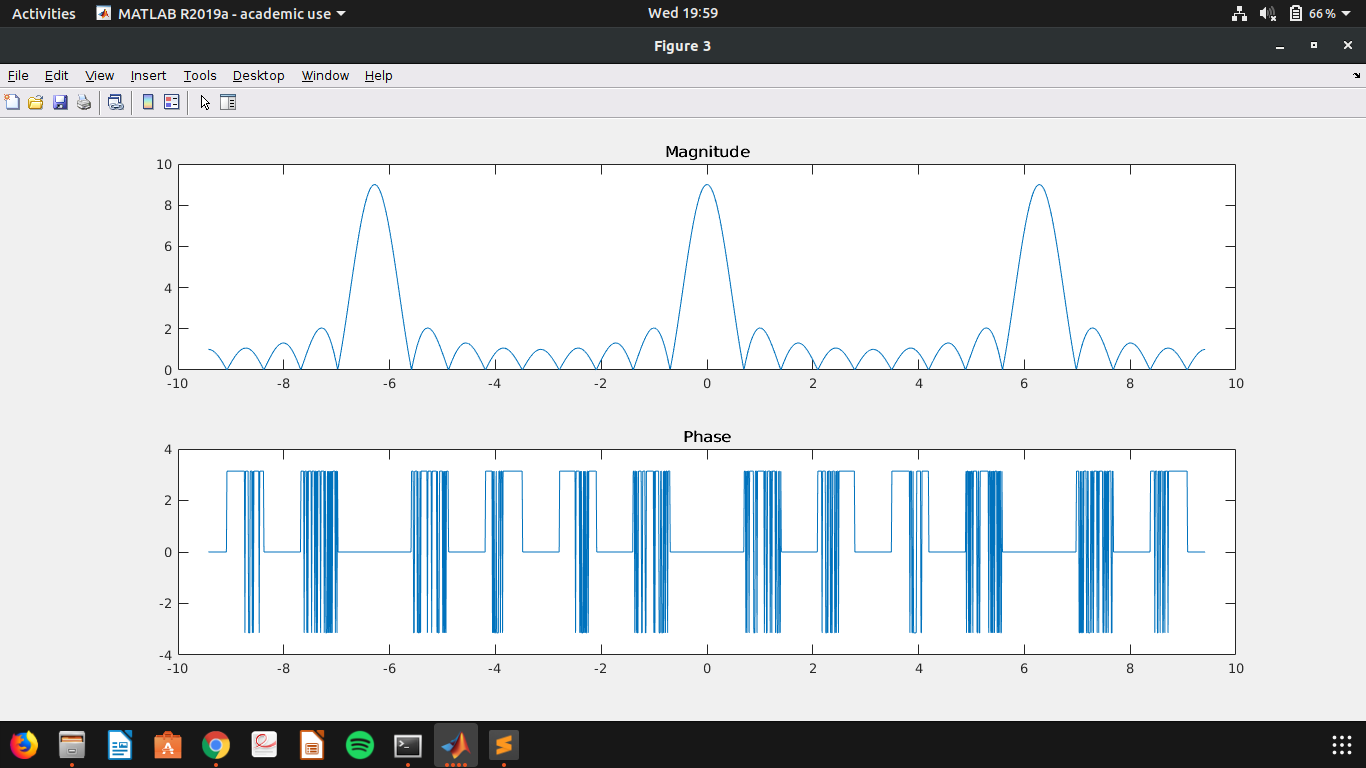 Activities MATLAB R2019a - academic use Wed 19:59 66%
Figure 3
File Edit View Insert Tools Desktop Window Help
Magnitude
10
8
6
4
2
0
-10 -8 -6 -4 -2 0 2 4 6 8 10
Phase
4
2
0
-2
-4
-10 -8 -6 -4 -2 0 2 4 6 8 10